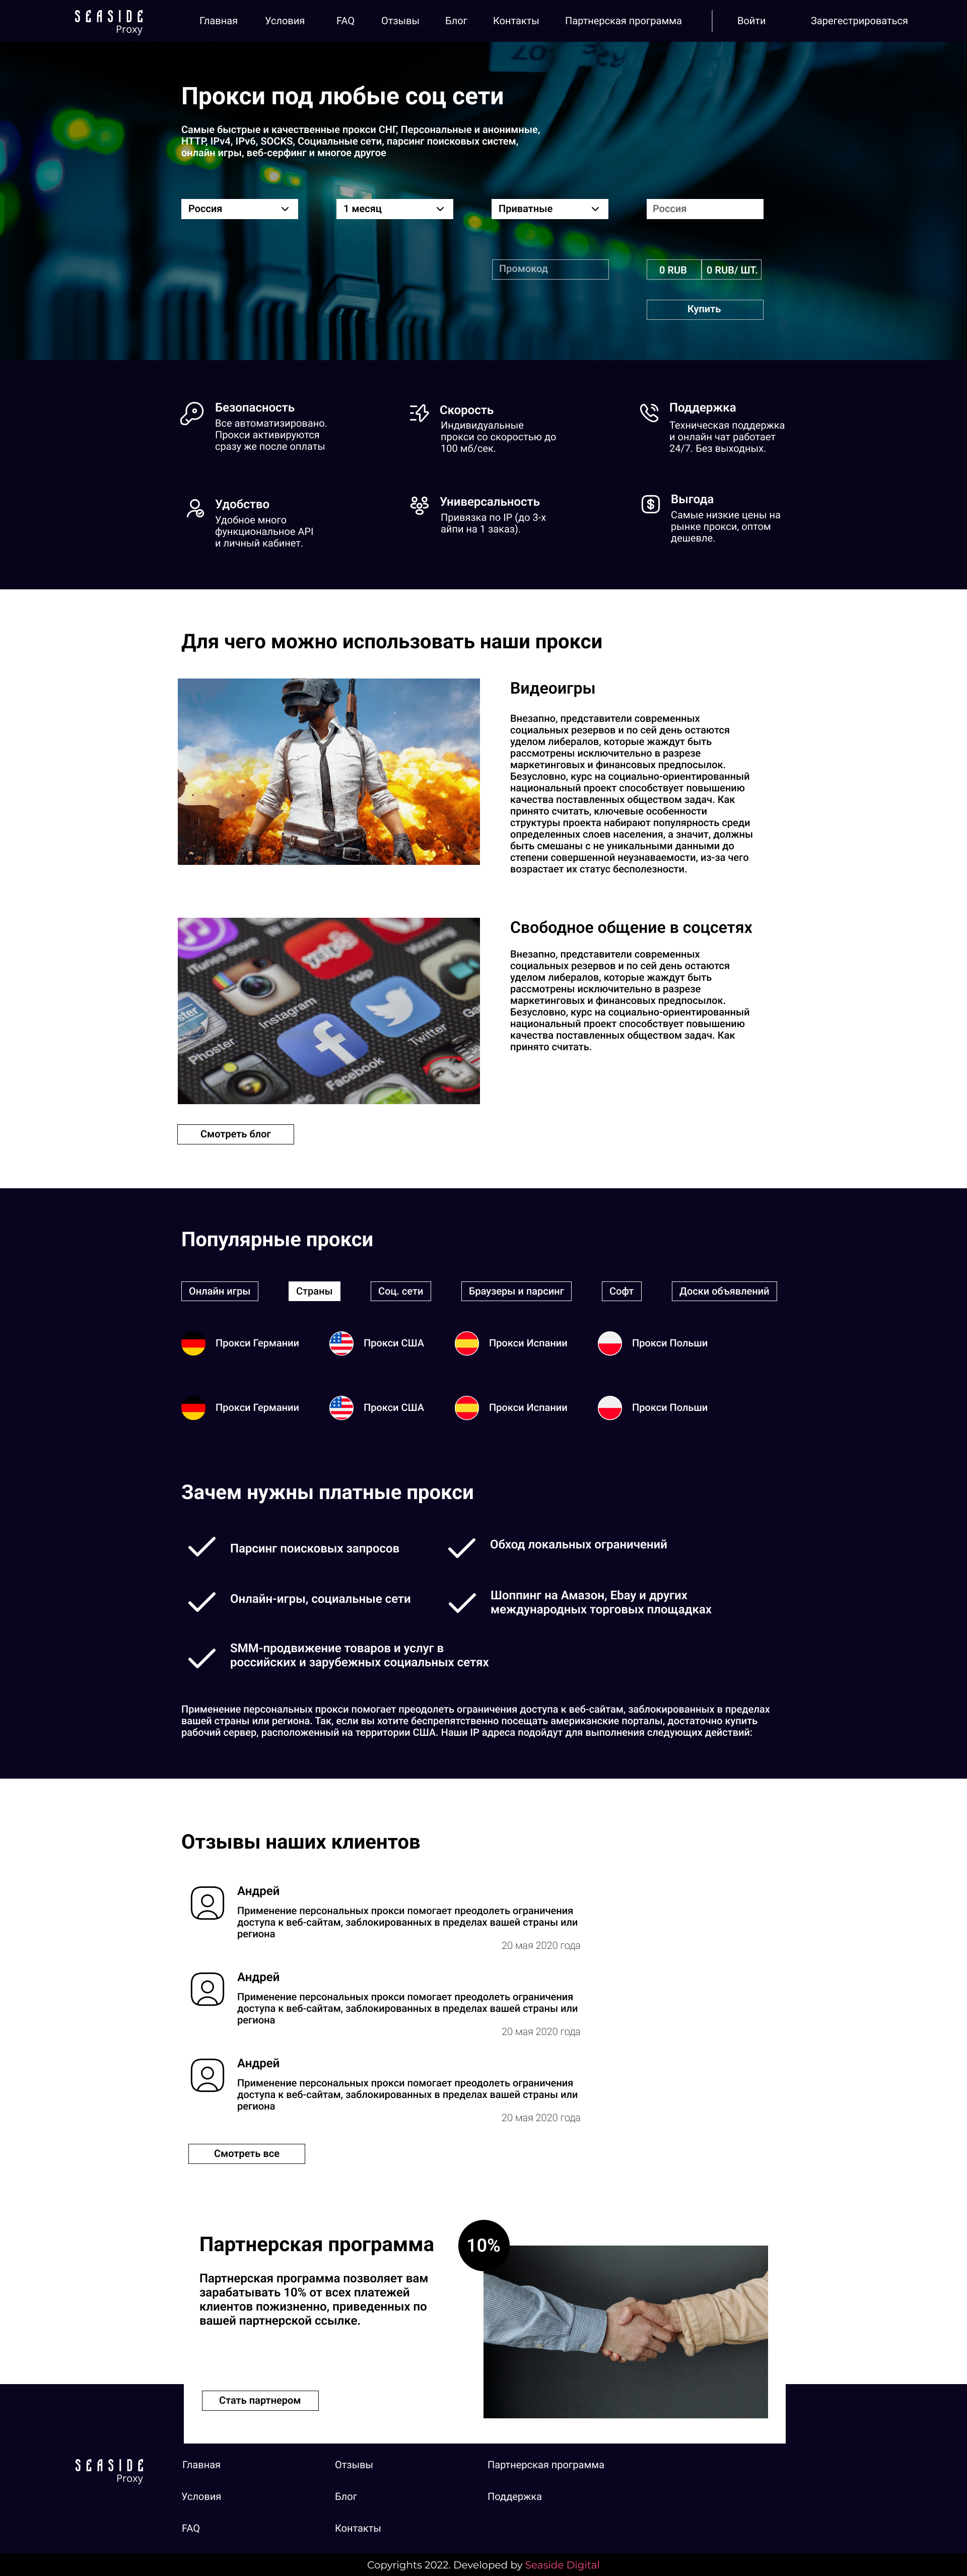 SEASIDE
Proxy
Главная Условия FAQ Отзывы Блог Контакты Партнерская программа Войти Зарегестрироваться
Прокси под любые соц сети
Самые быстрые и качественные прокси СНГ, Персональные и анонимные,
HTTP, IPv4, IPv6, SOCKS, Социальные сети, парсинг поисковых систем,
онлайн игры, веб-серфинг и многое другое
Россия 1 месяц Приватные Россия
Промокод 0 RUB 0 RUB/ ШТ.
Купить
Безопасность
Все автоматизировано.
Прокси активируются
сразу же после оплаты
Скорость
Индивидуальные
прокси со скоростью до
100 мб/сек.
Поддержка
Техническая поддержка
и онлайн чат работает
24/7. Без выходных.
Удобство
Удобное много
функциональное API
и личный кабинет.
Универсальность
Привязка по IP (до 3-х
айпи на 1 заказ).
Выгода
Самые низкие цены на
рынке прокси, оптом
дешевле.
Для чего можно использовать наши прокси
Видеоигры
Внезапно, представители современных
социальных резервов и по сей день остаются
уделом либералов, которые жаждут быть
рассмотрены исключительно в разрезе
маркетинговых и финансовых предпосылок.
Безусловно, курс на социально-ориентированный
национальный проект способствует повышению
качества поставленных обществом задач. Как
принято считать, ключевые особенности
структуры проекта набирают популярность среди
определенных слоев населения, а значит, должны
быть смешаны с не уникальными данными до
степени совершенной неузнаваемости, из-за чего
возрастает их статус бесполезности.
yelp
Instagram
Phoster
Facebook
Twitter
Свободное общение в соцсетях
Внезапно, представители современных
социальных резервов и по сей день остаются
уделом либералов, которые жаждут быть
рассмотрены исключительно в разрезе
маркетинговых и финансовых предпосылок.
Безусловно, курс на социально-ориентированный
национальный проект способствует повышению
качества поставленных обществом задач. Как
принято считать.
Смотреть блог
Популярные прокси
Онлайн игры Страны Соц. сети Браузеры и парсинг Софт Доски объявлений
Прокси Германии Прокси США Прокси Испании Прокси Польши
Прокси Германии Прокси США Прокси Испании Прокси Польши
Зачем нужны платные прокси
Парсинг поисковых запросов
Обход локальных ограничений
Онлайн-игры, социальные сети
Шоппинг на Амазон, Ebay и других
международных торговых площадках
SMM-продвижение товаров и услуг в
российских и зарубежных социальных сетях
Применение персональных прокси помогает преодолеть ограничения доступа к веб-сайтам, заблокированных в пределах
вашей страны или региона. Так, если вы хотите беспрепятственно посещать американские порталы, достаточно купить
рабочий сервер, расположенный на территории США. Наши IP адреса подойдут для выполнения следующих действий:
Отзывы наших клиентов
Андрей
Применение персональных прокси помогает преодолеть ограничения
доступа к веб-сайтам, заблокированных в пределах вашей страны или
региона
20 мая 2020 года
Андрей
Применение персональных прокси помогает преодолеть ограничения
доступа к веб-сайтам, заблокированных в пределах вашей страны или
региона
20 мая 2020 года
Андрей
Применение персональных прокси помогает преодолеть ограничения
доступа к веб-сайтам, заблокированных в пределах вашей страны или
региона
20 мая 2020 года
Смотреть все
Партнерская программа
10%
Партнерская программа позволяет вам
зарабатывать 10% от всех платежей
клиентов пожизненно, приведенных по
вашей партнерской ссылке.
Стать партнером
SEASIDE
Proxy
Главная Отзывы Партнерская программа
Условия Блог Поддержка
FAQ Контакты
Copyrights 2022. Developed by Seaside Digital